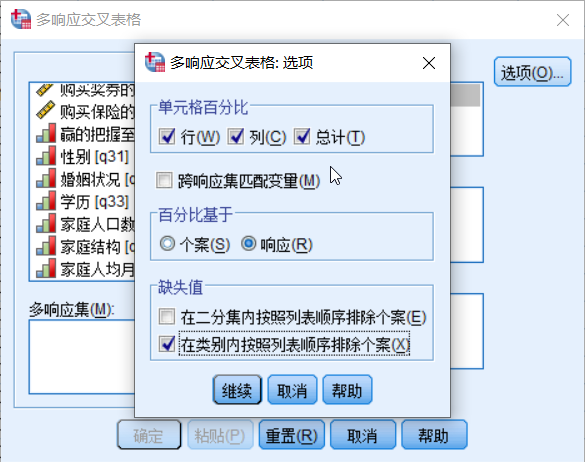 多响应交叉表格
选项(O)...
购买奖券的
购买保险的
赢的把握至
性别 [q31]
婚姻状况 [q
学历 [q33]
家庭人口数
家庭结构 [q
家庭人均月
多响应集(M):
多响应交叉表格: 选项
单元格百分比
行(W) 列(C) 总计(T)
跨响应集匹配变量(M)
百分比基于
个案(S) 响应(R)
缺失值
在二分集内按照列表顺序排除个案(E)
在类别内按照列表顺序排除个案(X)
继续 取消 帮助
确定 粘贴(P) 重置(R) 取消 帮助